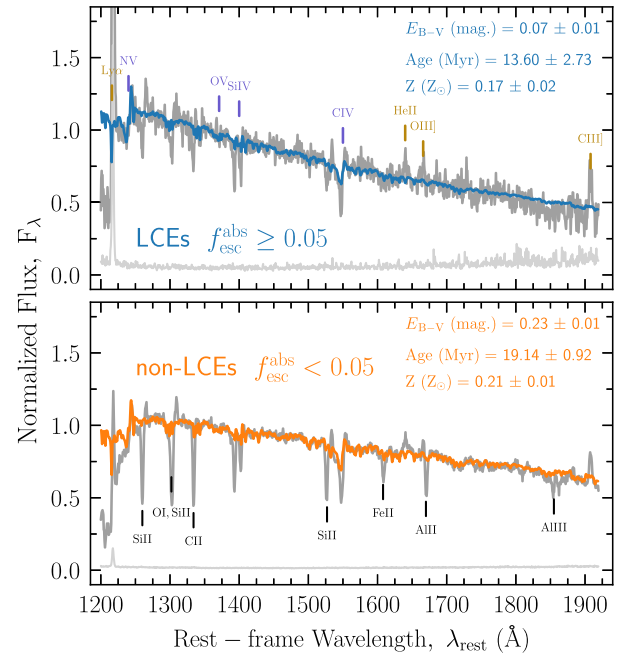 E_B−V (mag.) = 0.07 ± 0.01
Age (Myr) = 13.60 ± 2.73
Z (Z⊙) = 0.17 ± 0.02
Lyα
NV
OV
SiIV
CIV
HeII
OIII]
CIII]
LCEs f_esc^abs ≥ 0.05
1.5
1.0
0.5
0.0
E_B−V (mag.) = 0.23 ± 0.01
Age (Myr) = 19.14 ± 0.92
Z (Z⊙) = 0.21 ± 0.01
non-LCEs f_esc^abs < 0.05
SiII
OI, SiII
CII
SiII
FeII
AlII
AlIII
1.5
1.0
0.5
0.0
1200 1300 1400 1500 1600 1700 1800 1900
Rest − frame Wavelength, λ_rest (Å)
Normalized Flux, F_λ